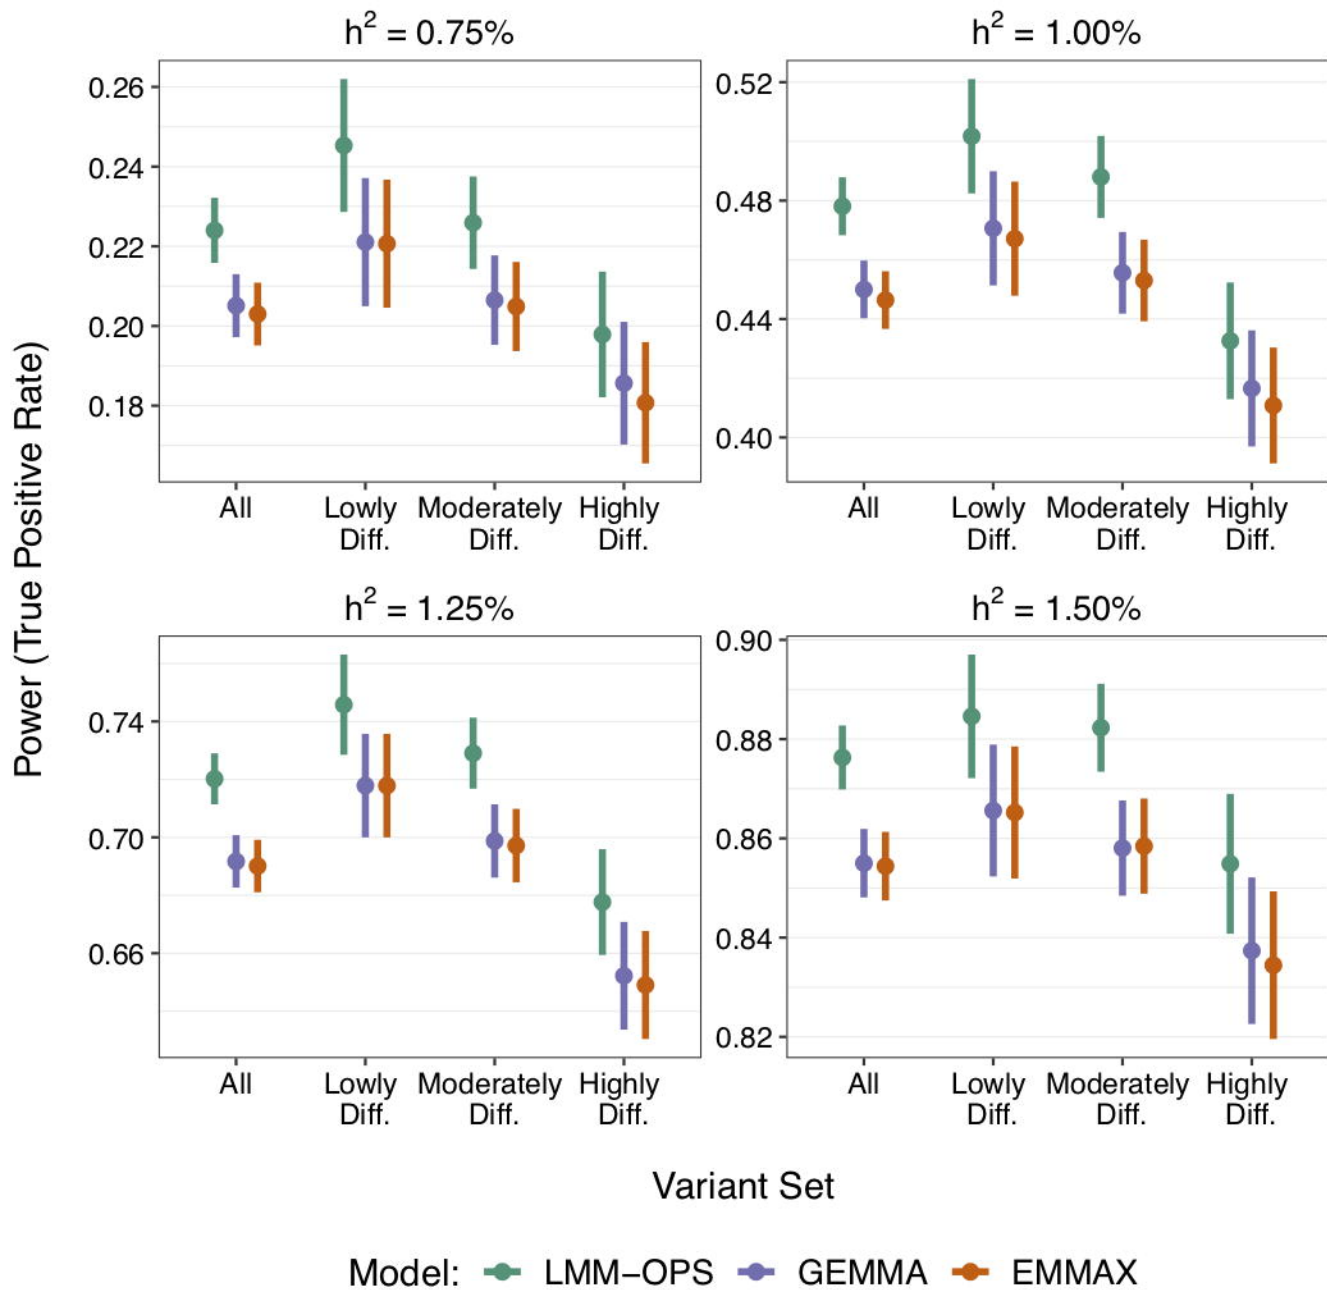 h² = 0.75%
h² = 1.00%
0.26
0.24
0.22
0.20
0.18
0.52
0.48
0.44
0.40
All
Lowly Diff.
Moderately Diff.
Highly Diff.
All
Lowly Diff.
Moderately Diff.
Highly Diff.
Power (True Positive Rate)
h² = 1.25%
h² = 1.50%
0.74
0.70
0.66
0.90
0.88
0.86
0.84
0.82
All
Lowly Diff.
Moderately Diff.
Highly Diff.
All
Lowly Diff.
Moderately Diff.
Highly Diff.
Variant Set
Model: LMM−OPS GEMMA EMMAX